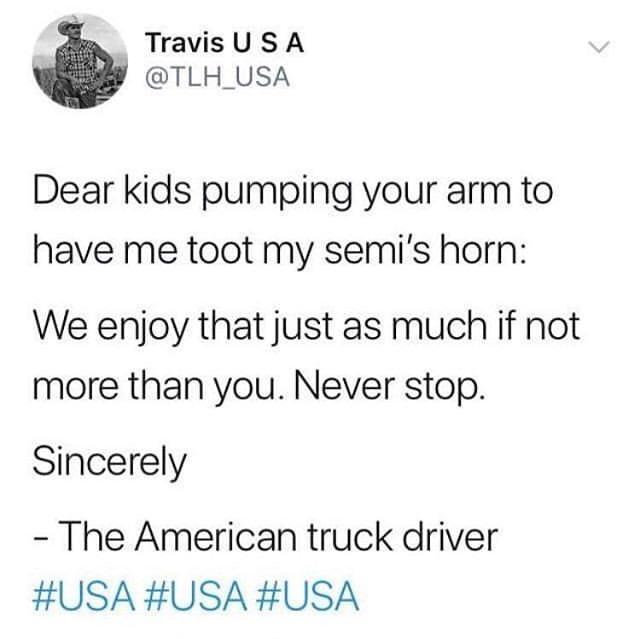 Travis U S A
@TLH_USA
Dear kids pumping your arm to
have me toot my semi's horn:
We enjoy that just as much if not
more than you. Never stop.
Sincerely
- The American truck driver
#USA #USA #USA